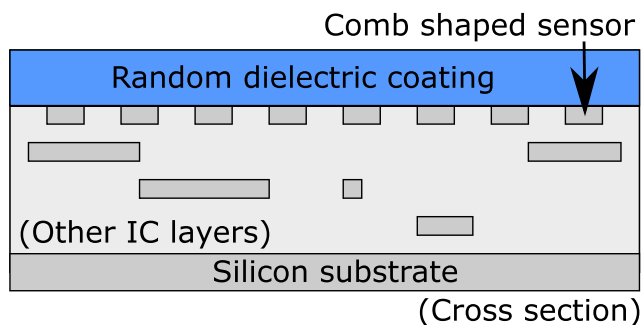 Comb shaped sensor
Random dielectric coating
(Other IC layers)
Silicon substrate
(Cross section)